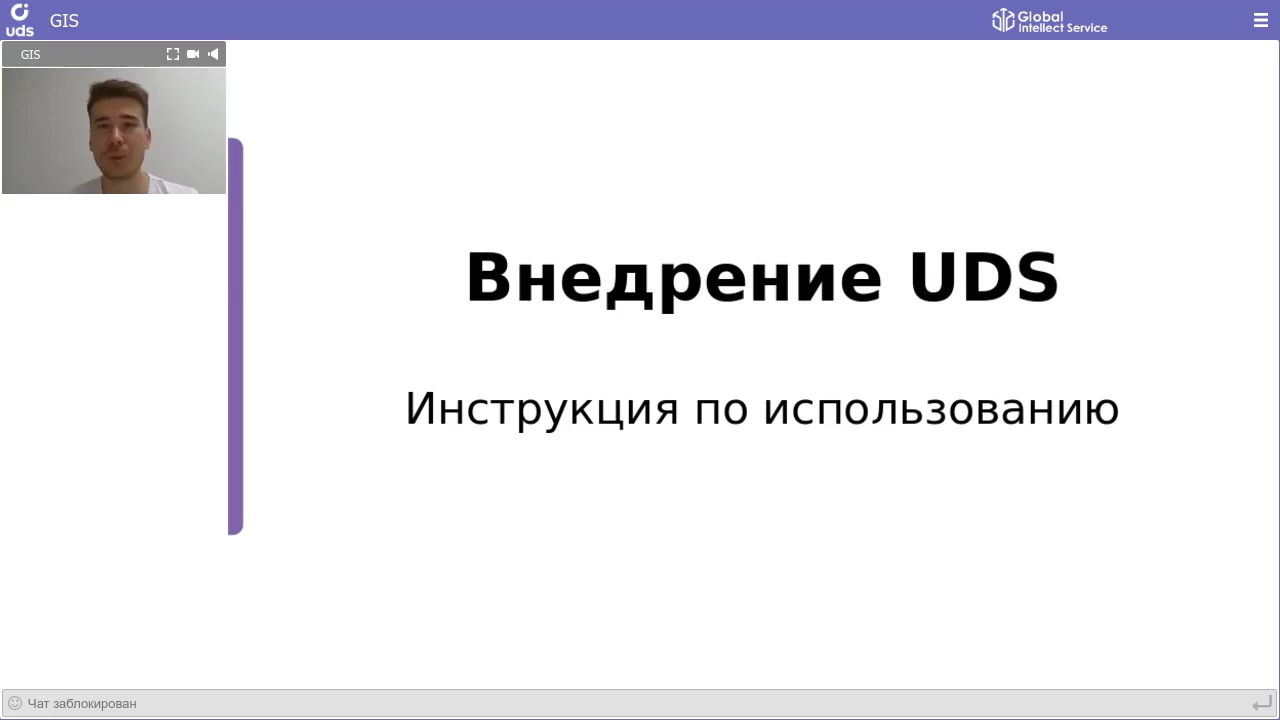 uds
GIS
Global
Intellect Service
GIS
Внедрение UDS
Инструкция по использованию
Чат заблокирован